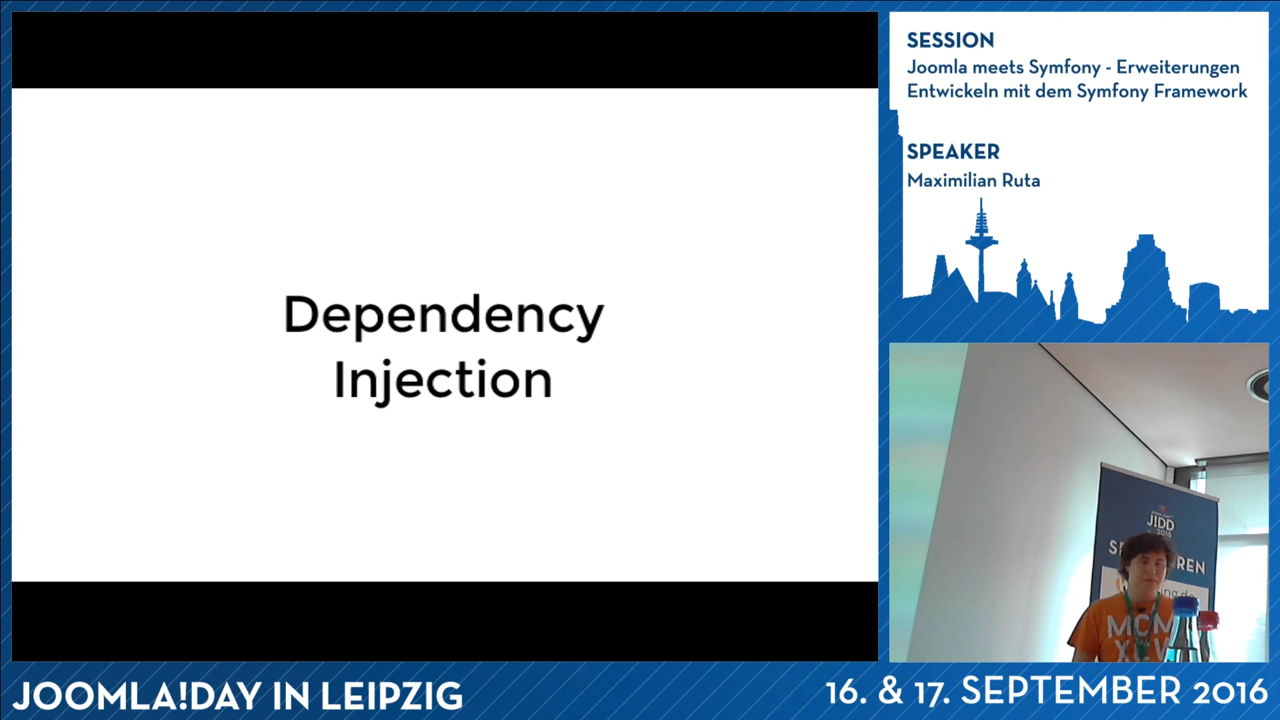 SESSION
Joomla meets Symfony - Erweiterungen
Entwickeln mit dem Symfony Framework
SPEAKER
Maximilian Ruta
Dependency
Injection
JIDD
2016
MCM
JOOMLA!DAY IN LEIPZIG
16. & 17. SEPTEMBER 2016